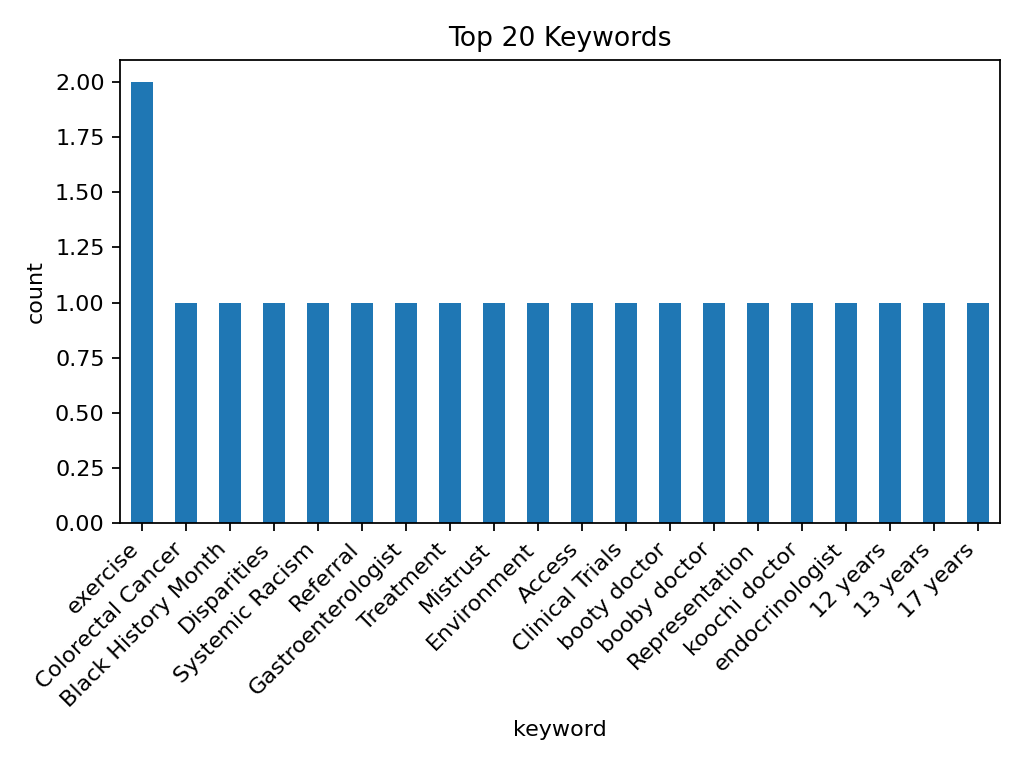 Top 20 Keywords
count
2.00
1.75
1.50
1.25
1.00
0.75
0.50
0.25
0.00
exercise
Colorectal Cancer
Black History Month
Disparities
Systemic Racism
Referral
Gastroenterologist
Treatment
Mistrust
Environment
Access
Clinical Trials
booty doctor
booby doctor
Representation
koochi doctor
endocrinologist
12 years
13 years
17 years
keyword